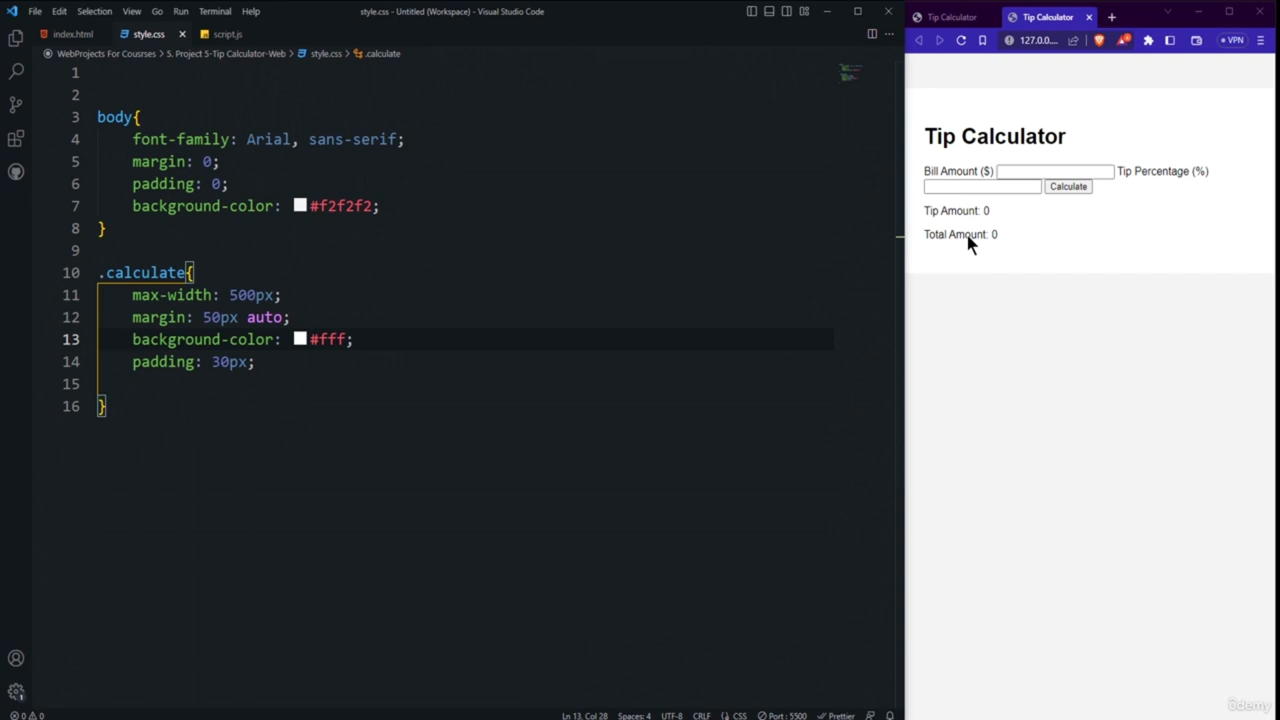 File Edit Selection View Go Run Terminal Help
style.css - Untitled (Workspace) - Visual Studio Code
index.html
style.css
script.js
WebProjects For Coursres > 5. Project 5-Tip Calculator-Web > style.css > .calculate
1
2
3 body{
4 font-family: Arial, sans-serif;
5 margin: 0;
6 padding: 0;
7 background-color: #f2f2f2;
8 }
9
10 .calculate{
11 max-width: 500px;
12 margin: 50px auto;
13 background-color: #fff;
14 padding: 30px;
15
16 }
0 0
Ln 13, Col 28 Spaces: 4 UTF-8 CRLF {} CSS Port : 5500 Prettier
Tip Calculator
Tip Calculator
127.0.0....
VPN
Tip Calculator
Bill Amount ($) Tip Percentage (%)
Calculate
Tip Amount: 0
Total Amount: 0
ûdemy